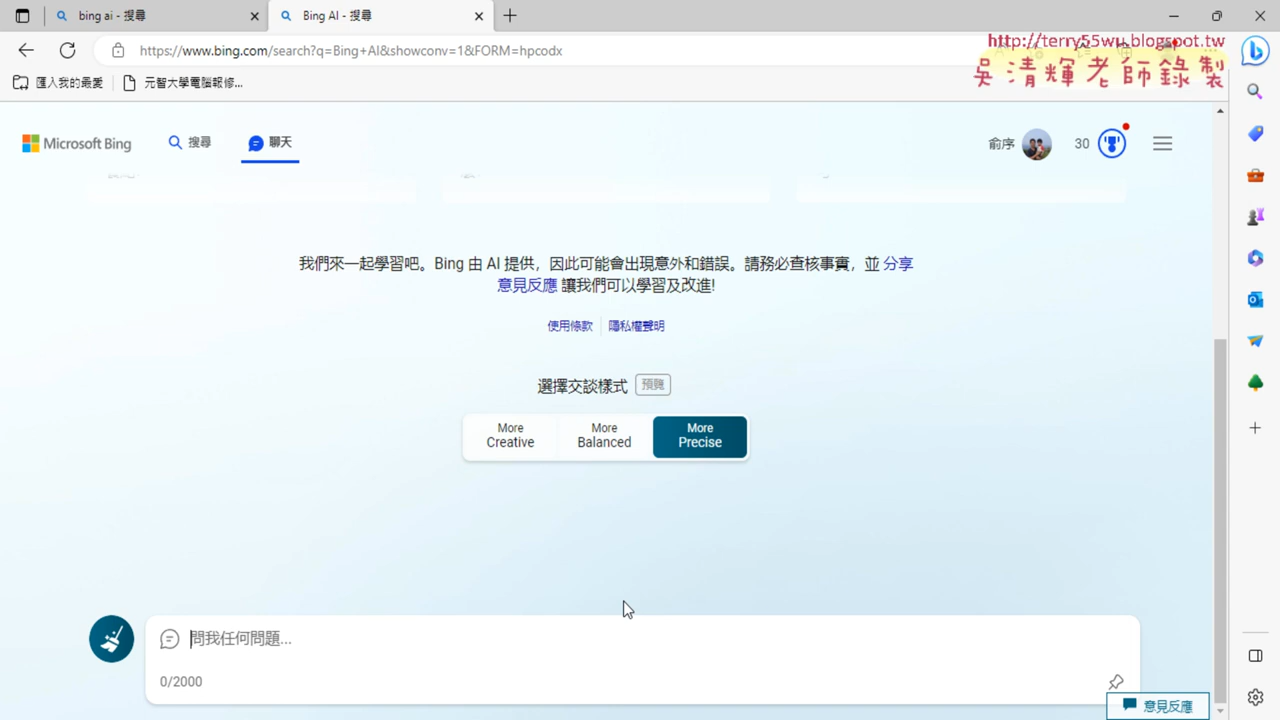 bing ai - 搜尋
Bing AI - 搜尋
https://www.bing.com/search?q=Bing+AI&showconv=1&FORM=hpcodx
http://terry55wu.blogspot.tw
吳清輝老師錄製
匯入我的最愛
元智大學電腦報修...
Microsoft Bing
搜尋
聊天
俞序
30
我們來一起學習吧。Bing 由 AI 提供，因此可能會出現意外和錯誤。請務必查核事實，並 分享
意見反應 讓我們可以學習及改進!
使用條款
隱私權聲明
選擇交談樣式 預覽
More
Creative
More
Balanced
More
Precise
問我任何問題...
0/2000
意見反應